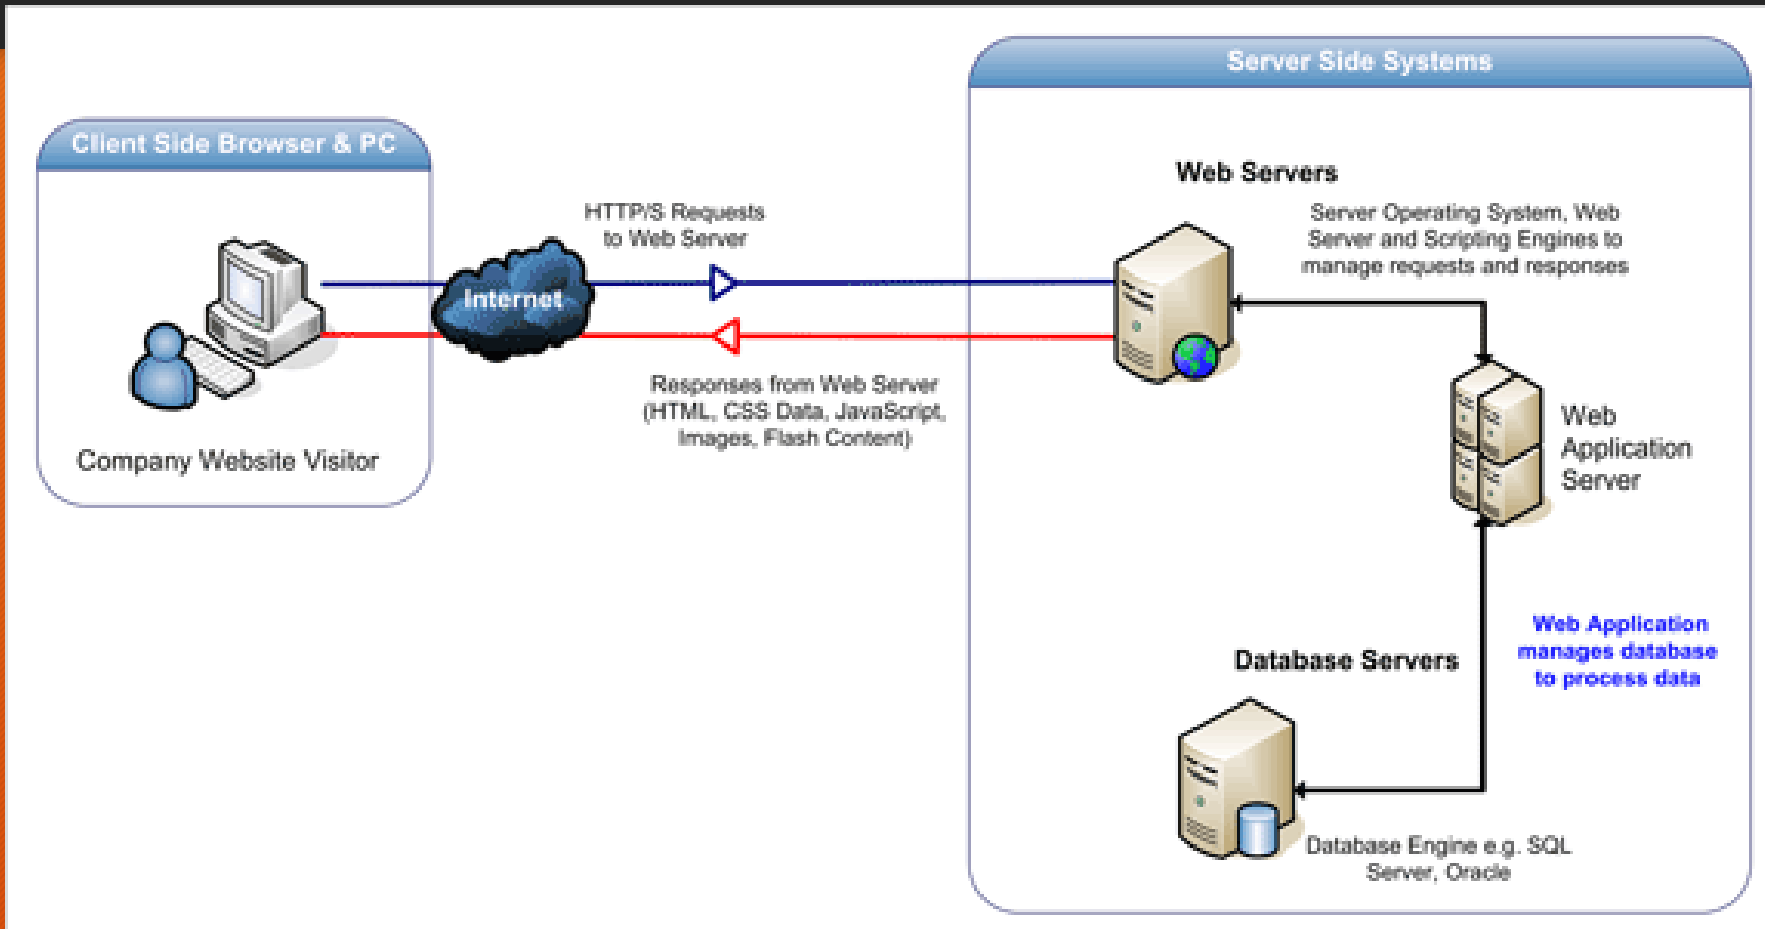 Server Side Systems
Client Side Browser & PC
Web Servers
HTTP/S Requests
to Web Server
Server Operating System, Web
Server and Scripting Engines to
manage requests and responses
Internet
Responses from Web Server
(HTML, CSS Data, JavaScript,
Images, Flash Content)
Company Website Visitor
Web
Application
Server
Web Application
manages database
to process data
Database Servers
Database Engine e.g. SQL
Server, Oracle